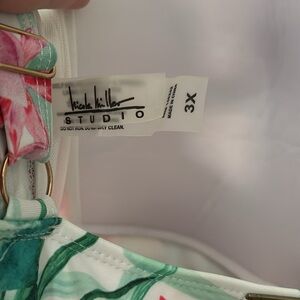 Nicole Miller
STUDIO
DO NOT IRON. DO NOT DRY CLEAN.
3X
MADE IN CHINA